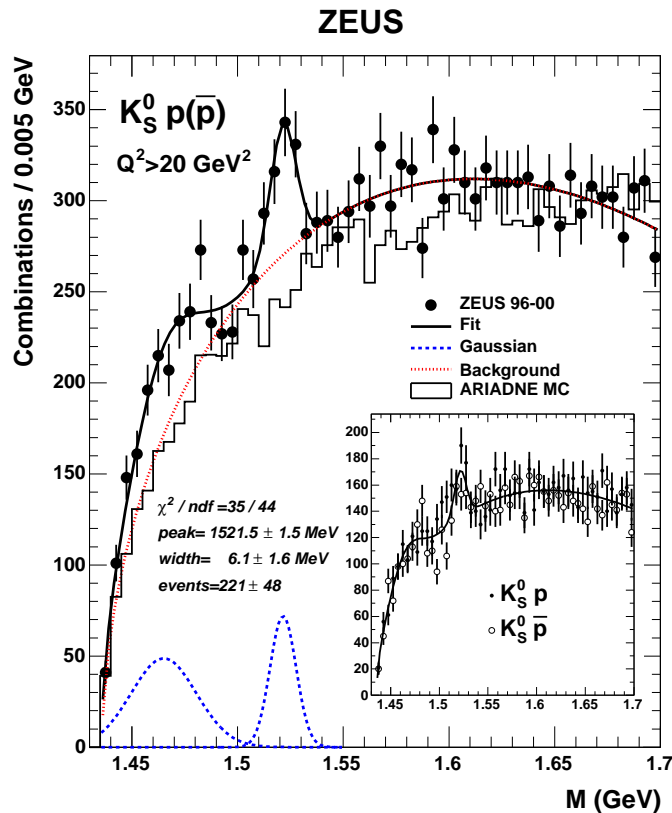 ZEUS
Combinations / 0.005 GeV
350
300
250
200
150
100
50
0
K⁰_S p(p̅)
Q²>20 GeV²
ZEUS 96-00
Fit
Gaussian
Background
ARIADNE MC
χ² / ndf =35 / 44
peak= 1521.5 ± 1.5 MeV
width= 6.1 ± 1.6 MeV
events=221± 48
160
180
200
140
120
100
80
60
40
20
0
K⁰_S p
K⁰_S p̅
1.45 1.5 1.55 1.6 1.65 1.7
1.45 1.5 1.55 1.6 1.65 1.7
M (GeV)